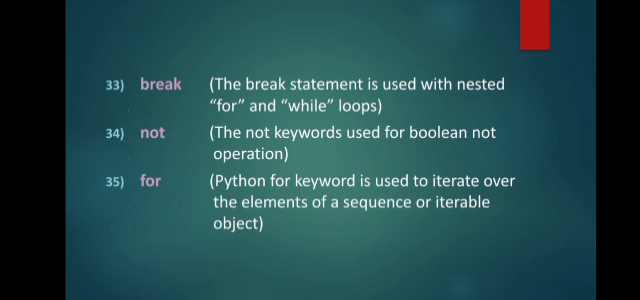 33) break (The break statement is used with nested
"for" and "while" loops)
34) not (The not keywords used for boolean not
operation)
35) for (Python for keyword is used to iterate over
the elements of a sequence or iterable
object)